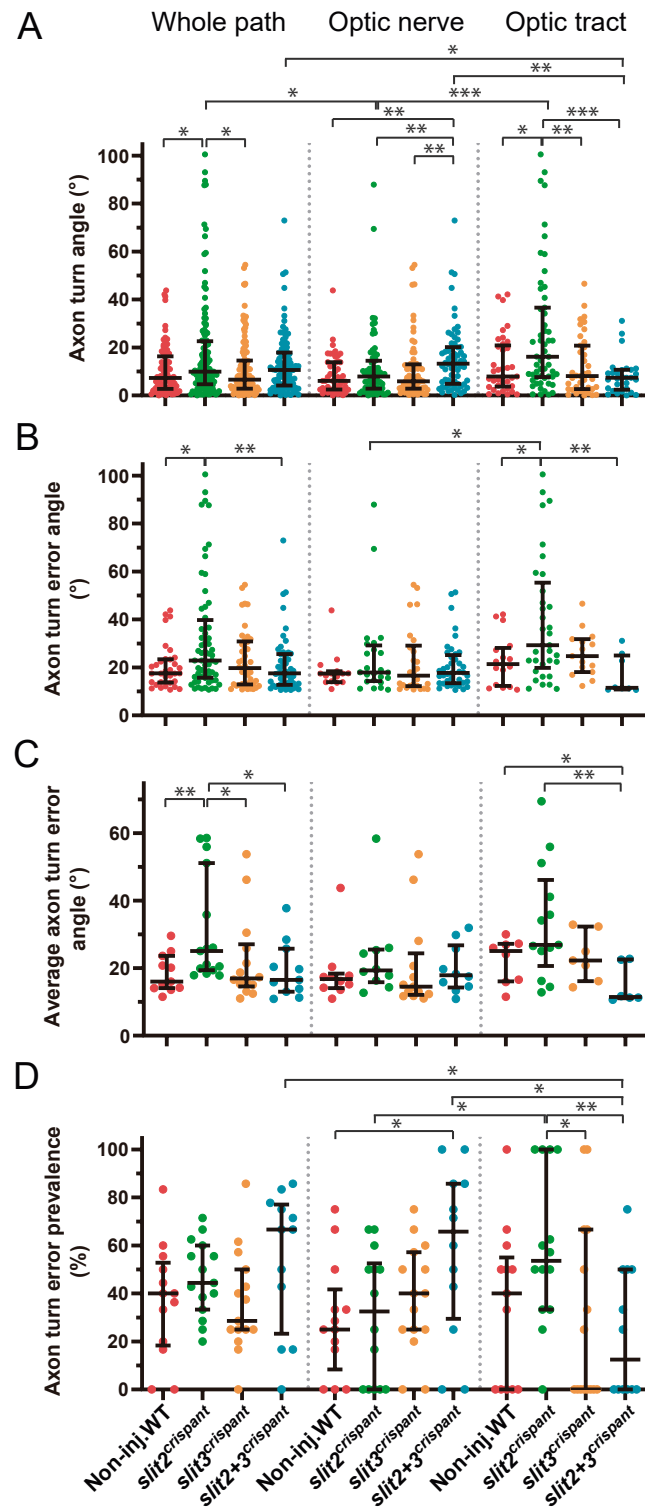 A
Whole path Optic nerve Optic tract
* 
**
* ***
** ***
* * ** * **
**
Axon turn angle (°)
100
80
60
40
20
0
B
*
* ** * **
Axon turn error angle
(°)
100
80
60
40
20
0
C
*
* **
** *
Average axon turn error
angle (°)
60
40
20
0
D
*
*
* **
* *
Axon turn error prevalence
(%)
100
80
60
40
20
0
Non-inj.WT slit2crispant slit3crispant slit2+3crispant Non-inj.WT slit2crispant slit3crispant slit2+3crispant Non-inj.WT slit2crispant slit3crispant slit2+3crispant